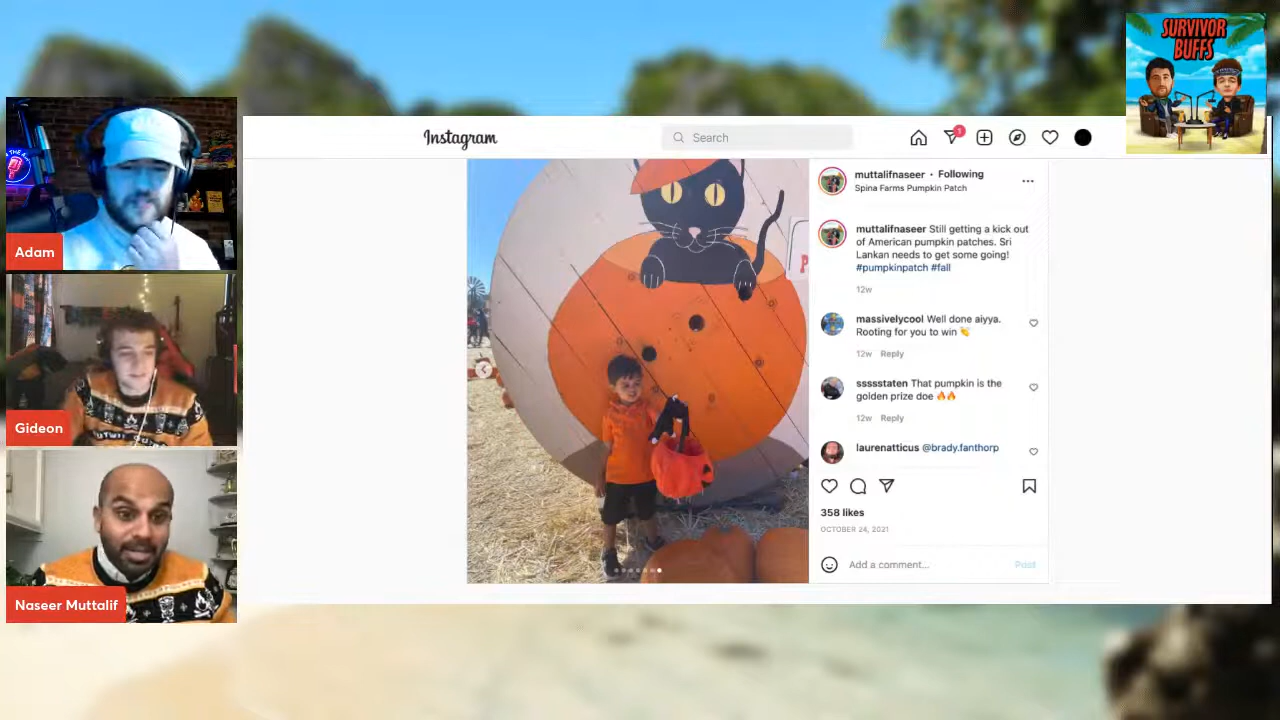 SURVIVOR
BUFFS
Instagram
Search
1
muttalifnaseer • Following
Spina Farms Pumpkin Patch
muttalifnaseer Still getting a kick out
of American pumpkin patches. Sri
Lankan needs to get some going!
#pumpkinpatch #fall
12w
massivelycool Well done aiyya.
Rooting for you to win
12w Reply
ssssstaten That pumpkin is the
golden prize doe 🔥🔥
12w Reply
laurenatticus @brady.fanthorp
358 likes
OCTOBER 24, 2021
Add a comment...
Post
Adam
Gideon
Naseer Muttalif